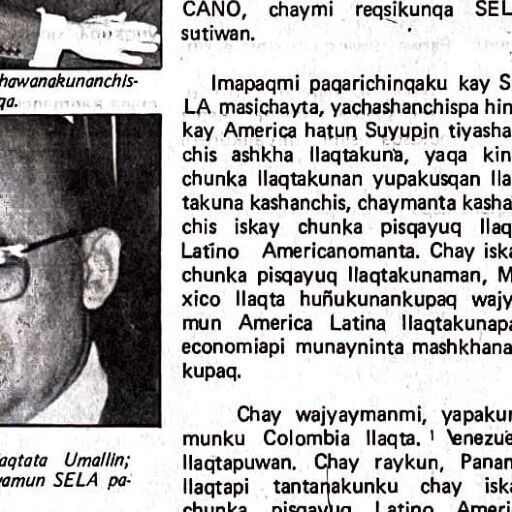 hawanakunanchis-
qa.
aqtata Umallin;
amun SELA pa-
CANO, chaymi reqsikunqa SEL
sutiwan.
Imapaqmi paqarichinqaku kay S
LA masichayta, yachashanchispa hin
kay America hatun Suyupin tiyasha
chis ashkha llaqtakuna, yaqa kin
chunka llaqtakunan yupakusqan lla
takuna kashanchis, chaymanta kasha
chis iskay chunka pisqayuq llaq
Latino Americanomanta. Chay iska
chunka pisqayuq llaqtakunaman, M
xico llaqta huñukunankupaq wajy
mun America Latina llaqtakunapa
economiapi munayninta mashkhana
kupaq.
Chay wajyaymanmi, yapakur
munku Colombia llaqta. Venezue
llaqtapuwan. Chay raykun, Panam
llaqtapi tantanakunku chay iska
chunka pisqayuq Latino Ameri